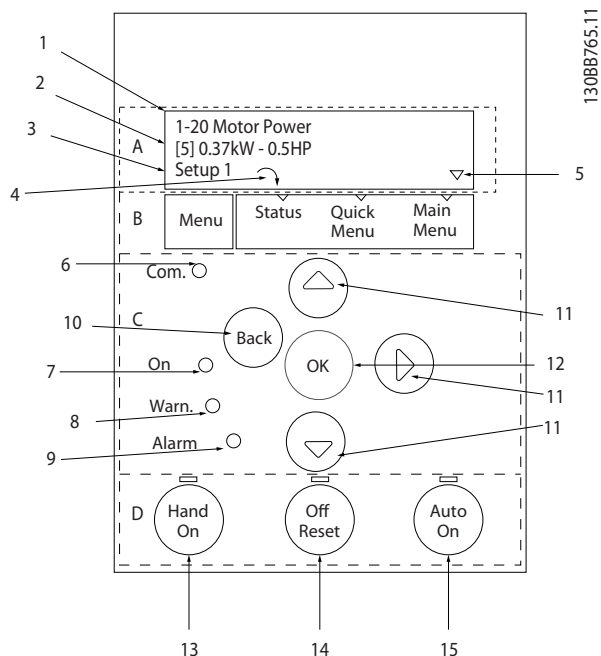 130BB765.11
1
2
3
4
A
1-20 Motor Power
[5] 0.37kW - 0.5HP
Setup 1
5
B
Menu
Status
Quick Menu
Main Menu
6
Com.
11
10
C
Back
OK
12
7
On
11
8
Warn.
11
9
Alarm
D
Hand On
Off Reset
Auto On
13
14
15